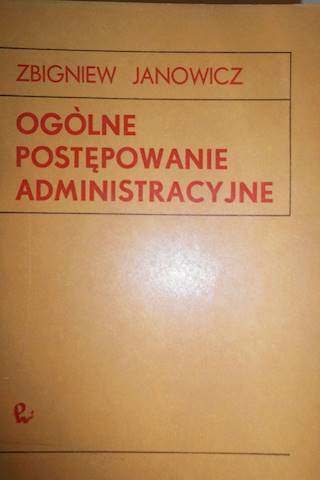 ZBIGNIEW JANOWICZ
OGÒLNE
POSTĘPOWANIE
ADMINISTRACYJNE